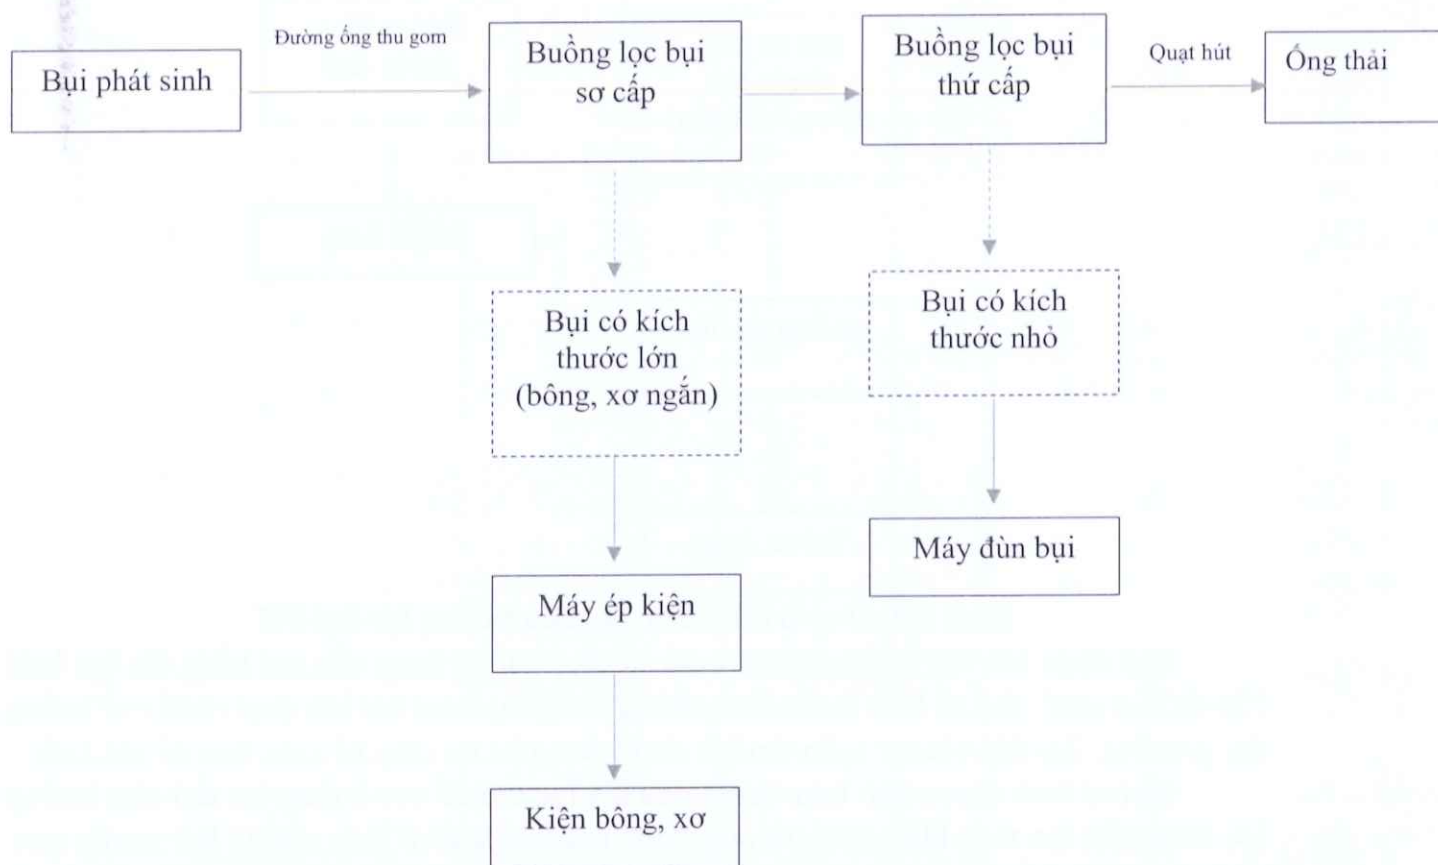 Bụi phát sinh
Đường ống thu gom
Buồng lọc bụi
sơ cấp
Buồng lọc bụi
thứ cấp
Quạt hút
Ống thải
Bụi có kích
thước lớn
(bông, xơ ngắn)
Bụi có kích
thước nhỏ
Máy đùn bụi
Máy ép kiện
Kiện bông, xơ